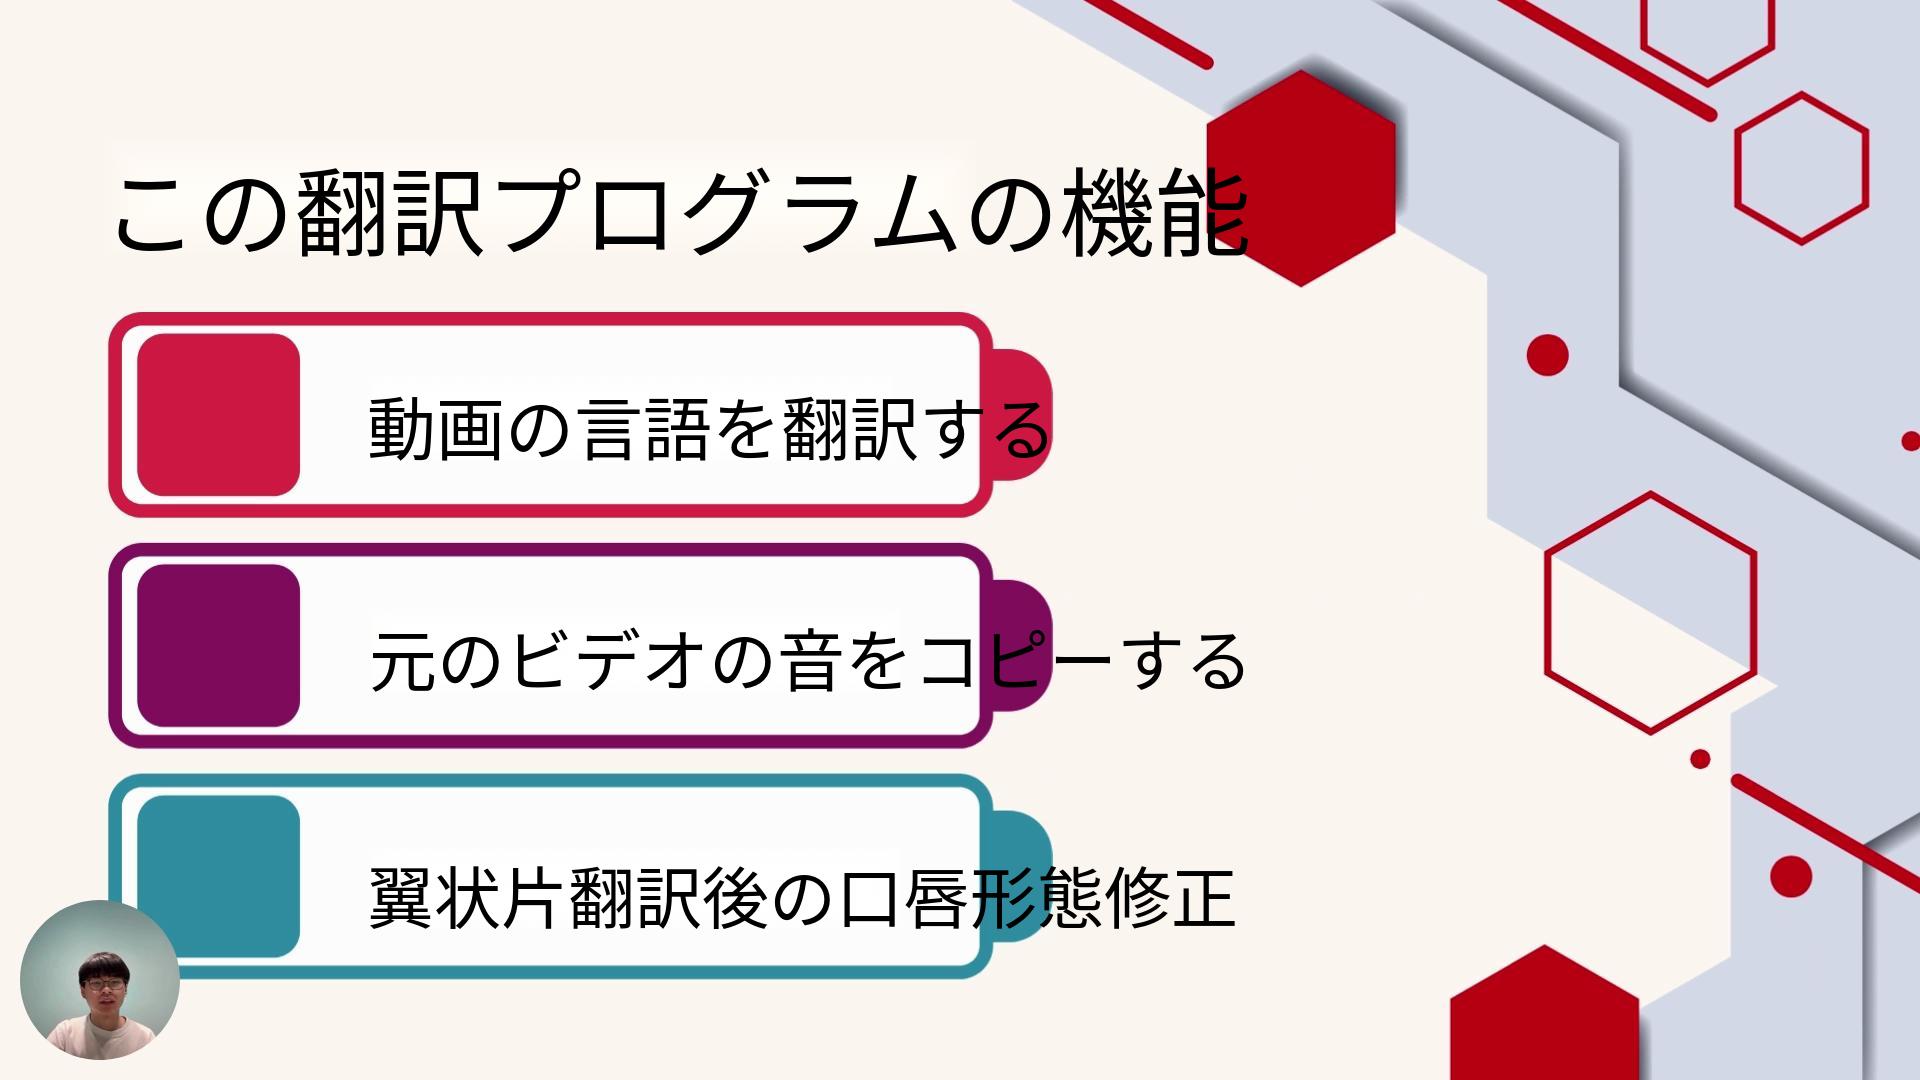 この翻訳プログラムの機能
動画の言語を翻訳する
元のビデオの音をコピーする
翼状片翻訳後の口唇形態修正